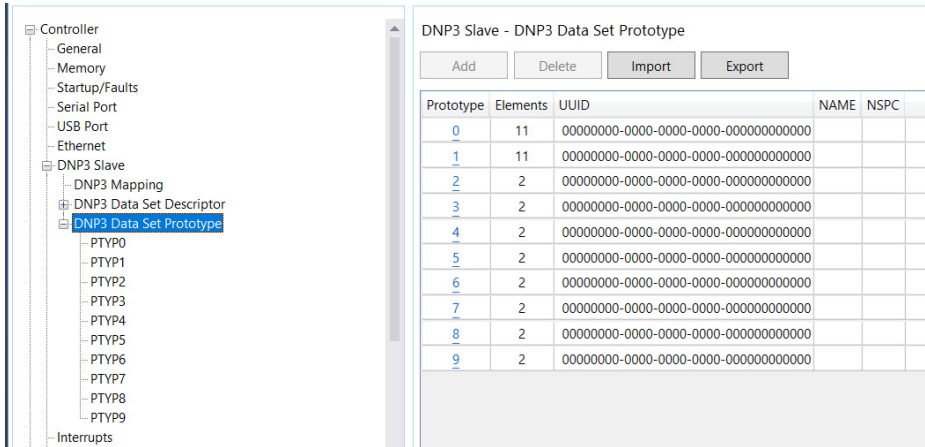 Controller
General
Memory
Startup/Faults
Serial Port
USB Port
Ethernet
DNP3 Slave
DNP3 Mapping
DNP3 Data Set Descriptor
DNP3 Data Set Prototype
PTYP0
PTYP1
PTYP2
PTYP3
PTYP4
PTYP5
PTYP6
PTYP7
PTYP8
PTYP9
Interrupts
DNP3 Slave - DNP3 Data Set Prototype
Add Delete Import Export
Prototype Elements UUID NAME NSPC
0 11 00000000-0000-0000-0000-000000000000
1 11 00000000-0000-0000-0000-000000000000
2 2 00000000-0000-0000-0000-000000000000
3 2 00000000-0000-0000-0000-000000000000
4 2 00000000-0000-0000-0000-000000000000
5 2 00000000-0000-0000-0000-000000000000
6 2 00000000-0000-0000-0000-000000000000
7 2 00000000-0000-0000-0000-000000000000
8 2 00000000-0000-0000-0000-000000000000
9 2 00000000-0000-0000-0000-000000000000